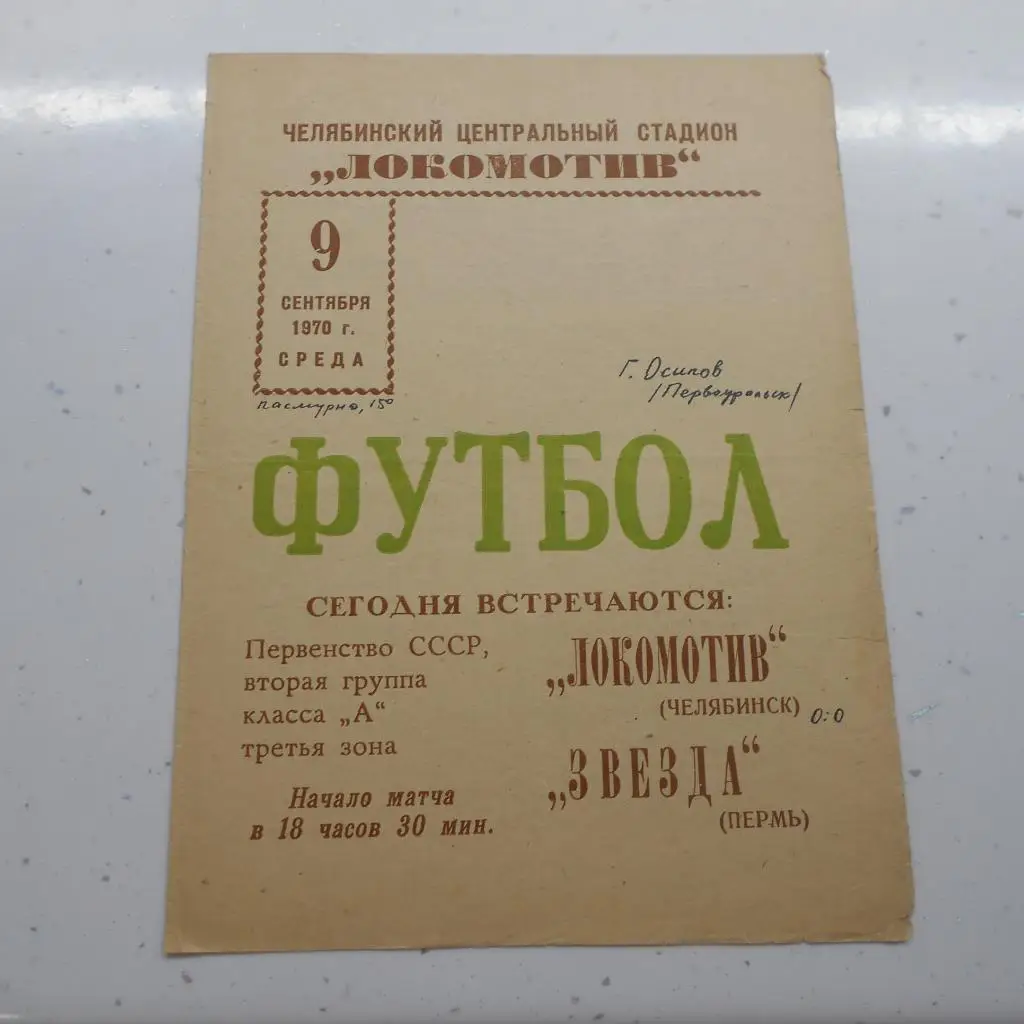 ЧЕЛЯБИНСКИЙ ЦЕНТРАЛЬНЫЙ СТАДИОН
„ЛОКОМОТИВ“
9
СЕНТЯБРЯ
1970 г.
СРЕДА
пасмурно, 15°
Г. Осипов
/Первоуральск/
ФУТБОЛ
СЕГОДНЯ ВСТРЕЧАЮТСЯ:
Первенство СССР,
вторая группа
класса „А“
третья зона
Начало матча
в 18 часов 30 мин.
„ЛОКОМОТИВ“
(ЧЕЛЯБИНСК) 0:0
„ЗВЕЗДА“
(ПЕРМЬ)